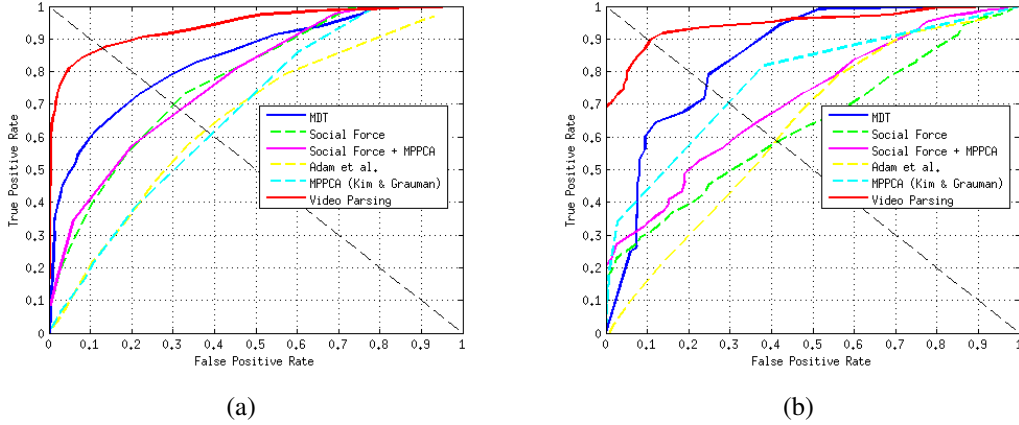 1
0.9
0.8
0.7
0.6
0.5
0.4
0.3
0.2
0.1
0
True Positive Rate
MDT
Social Force
Social Force + MPPCA
Adam et al.
MPPCA (Kim & Grauman)
Video Parsing
0 0.1 0.2 0.3 0.4 0.5 0.6 0.7 0.8 0.9 1
False Positive Rate
(a)
1
0.9
0.8
0.7
0.6
0.5
0.4
0.3
0.2
0.1
0
True Positive Rate
MDT
Social Force
Social Force + MPPCA
Adam et al.
MPPCA (Kim & Grauman)
Video Parsing
0 0.1 0.2 0.3 0.4 0.5 0.6 0.7 0.8 0.9 1
False Positive Rate
(b)